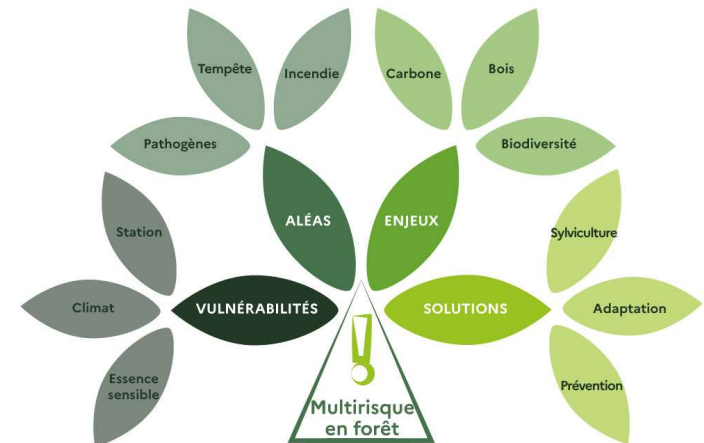 Tempête
Incendie
Carbone
Bois
Pathogènes
Biodiversité
Station
ALÉAS
ENJEUX
Sylviculture
Climat
VULNÉRABILITÉS
SOLUTIONS
Adaptation
Essence
sensible
Prévention
!
Multirisque
en forêt